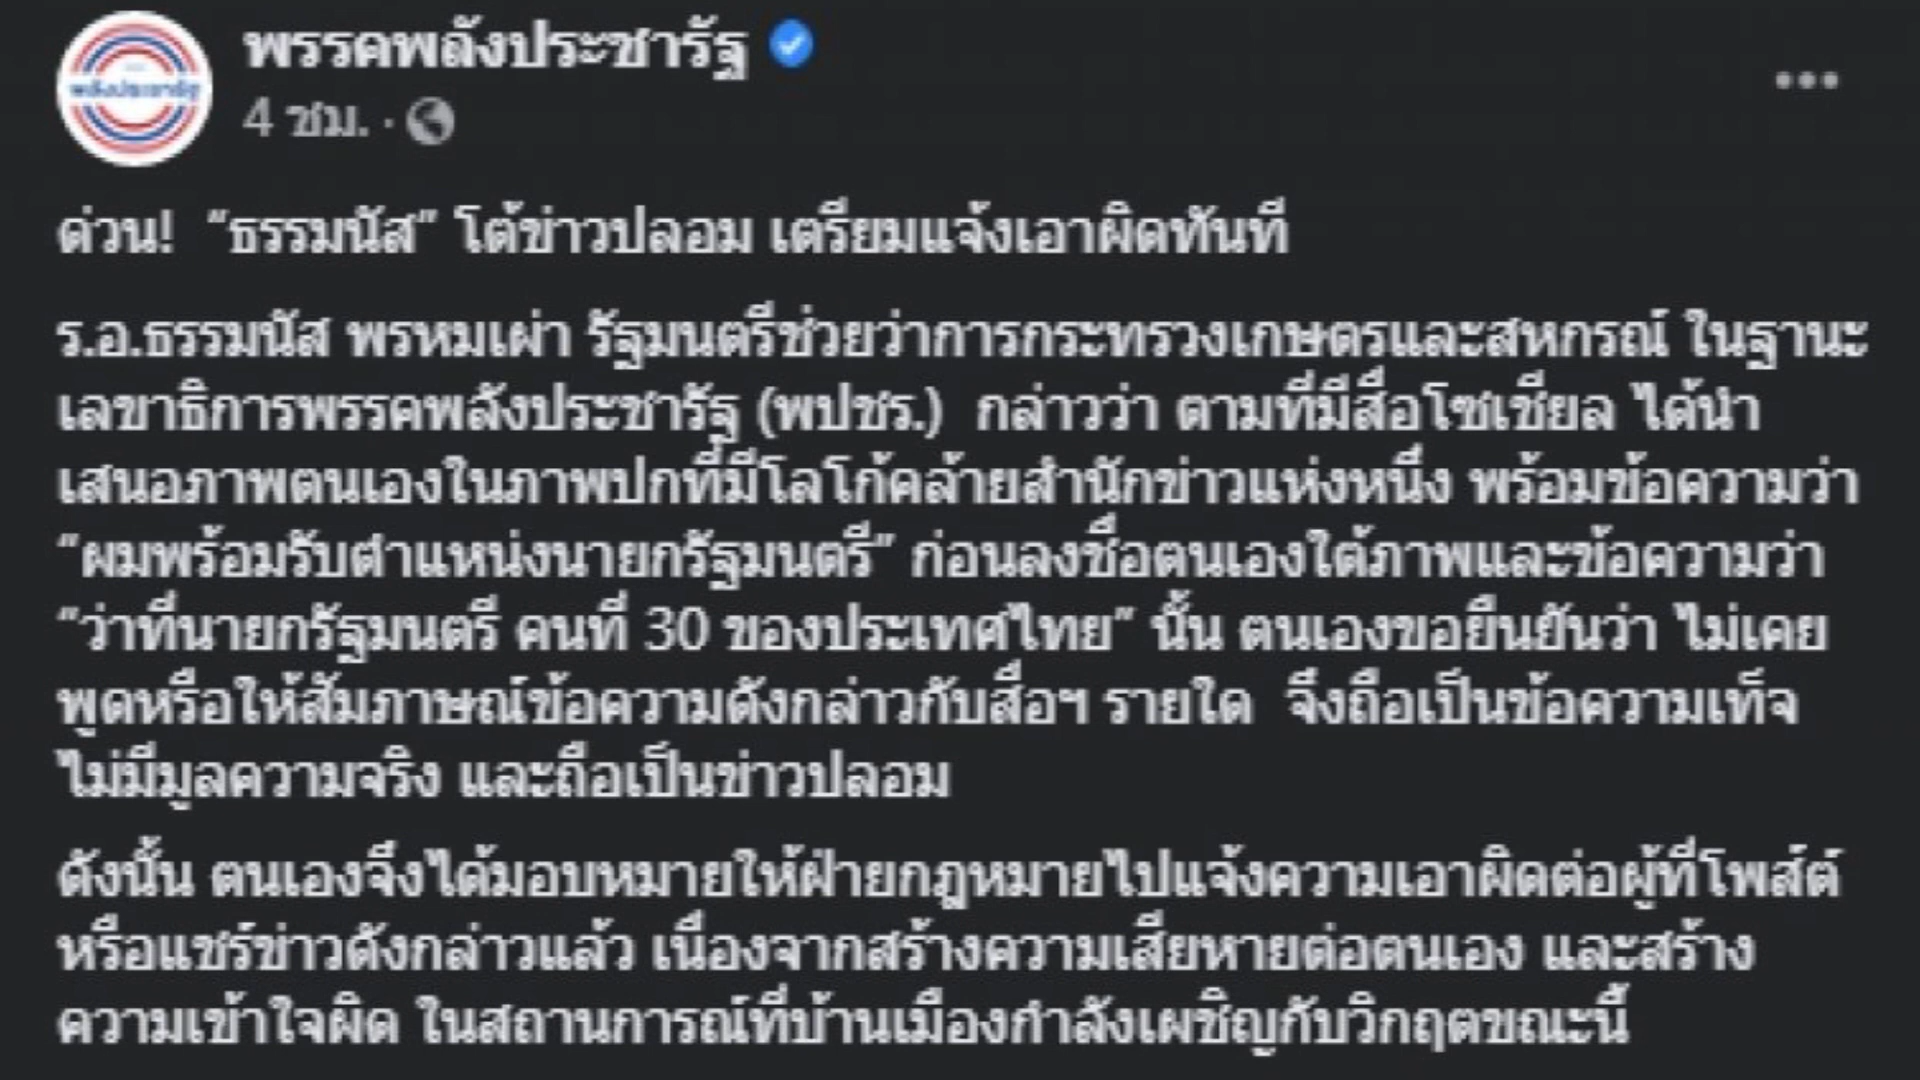 พรรคพลังประชารัฐ
พลังประชารัฐ
4 ชม. ·
ด่วน! "ธรรมนัส" โต้ข่าวปลอม เตรียมแจ้งเอาผิดทันที
ร.อ.ธรรมนัส พรหมเผ่า รัฐมนตรีช่วยว่าการกระทรวงเกษตรและสหกรณ์ ในฐานะ
เลขาธิการพรรคพลังประชารัฐ (พปชร.) กล่าวว่า ตามที่มีสื่อโซเชียล ได้นำ
เสนอภาพตนเองในภาพปกที่มีโลโก้คล้ายสำนักข่าวแห่งหนึ่ง พร้อมข้อความว่า
"ผมพร้อมรับตำแหน่งนายกรัฐมนตรี" ก่อนลงชื่อตนเองใต้ภาพและข้อความว่า
"ว่าที่นายกรัฐมนตรี คนที่ 30 ของประเทศไทย" นั้น ตนเองขอยืนยันว่า ไม่เคย
พูดหรือให้สัมภาษณ์ข้อความดังกล่าวกับสื่อฯ รายใด จึงถือเป็นข้อความเท็จ
ไม่มีมูลความจริง และถือเป็นข่าวปลอม
ดังนั้น ตนเองจึงได้มอบหมายให้ฝ่ายกฎหมายไปแจ้งความเอาผิดต่อผู้ที่โพส์ต์
หรือแชร์ข่าวดังกล่าวแล้ว เนื่องจากสร้างความเสียหายต่อตนเอง และสร้าง
ความเข้าใจผิด ในสถานการณ์ที่บ้านเมืองกำลังเผชิญกับวิกฤตขณะนี้